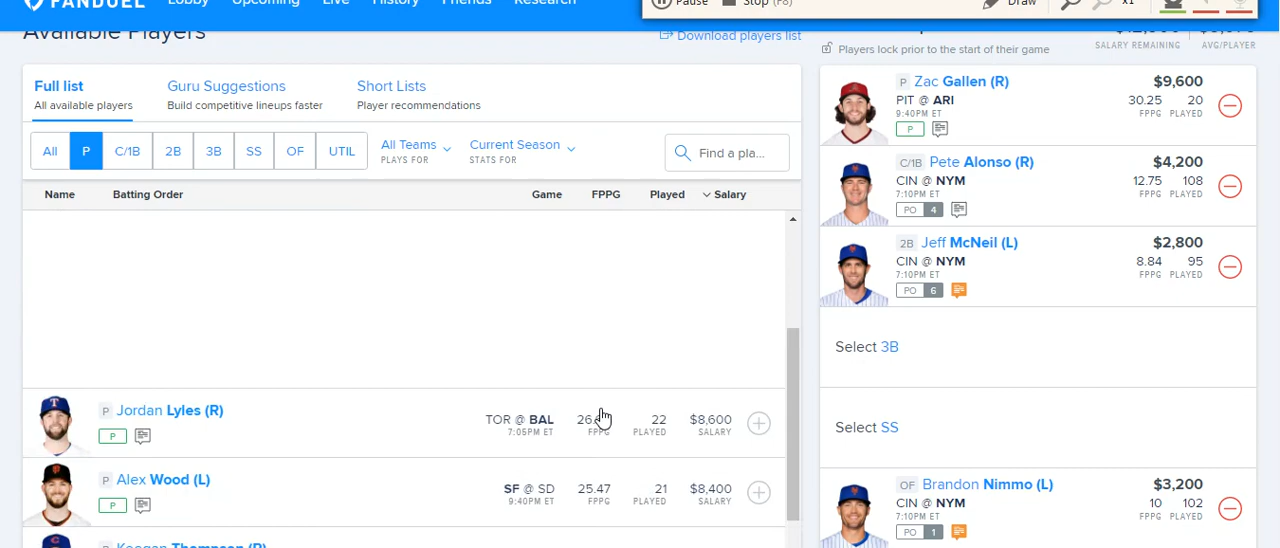 FANDUEL
Lobby Upcoming Live History Friends Research
Pause Stop (F8) Draw x1
Available Players
Download players list
Players lock prior to the start of their game
SALARY REMAINING AVG/PLAYER
Full list Guru Suggestions Short Lists
All available players Build competitive lineups faster Player recommendations
All P C/1B 2B 3B SS OF UTIL All Teams Current Season Find a pla...
PLAYS FOR STATS FOR
Name Batting Order Game FPPG Played Salary
P Jordan Lyles (R)
TOR @ BAL 22 $8,600
7:05PM ET FPPG PLAYED SALARY
P
P Alex Wood (L)
SF @ SD 25.47 21 $8,400
9:40PM ET FPPG PLAYED SALARY
P
Keegan Thompson (R)
P Zac Gallen (R) $9,600
PIT @ ARI 30.25 20
9:40PM ET FPPG PLAYED
P
C/1B Pete Alonso (R) $4,200
CIN @ NYM 12.75 108
7:10PM ET FPPG PLAYED
PO 4
2B Jeff McNeil (L) $2,800
CIN @ NYM 8.84 95
7:10PM ET FPPG PLAYED
PO 6
Select 3B
Select SS
OF Brandon Nimmo (L) $3,200
CIN @ NYM 10 102
7:10PM ET FPPG PLAYED
PO 1